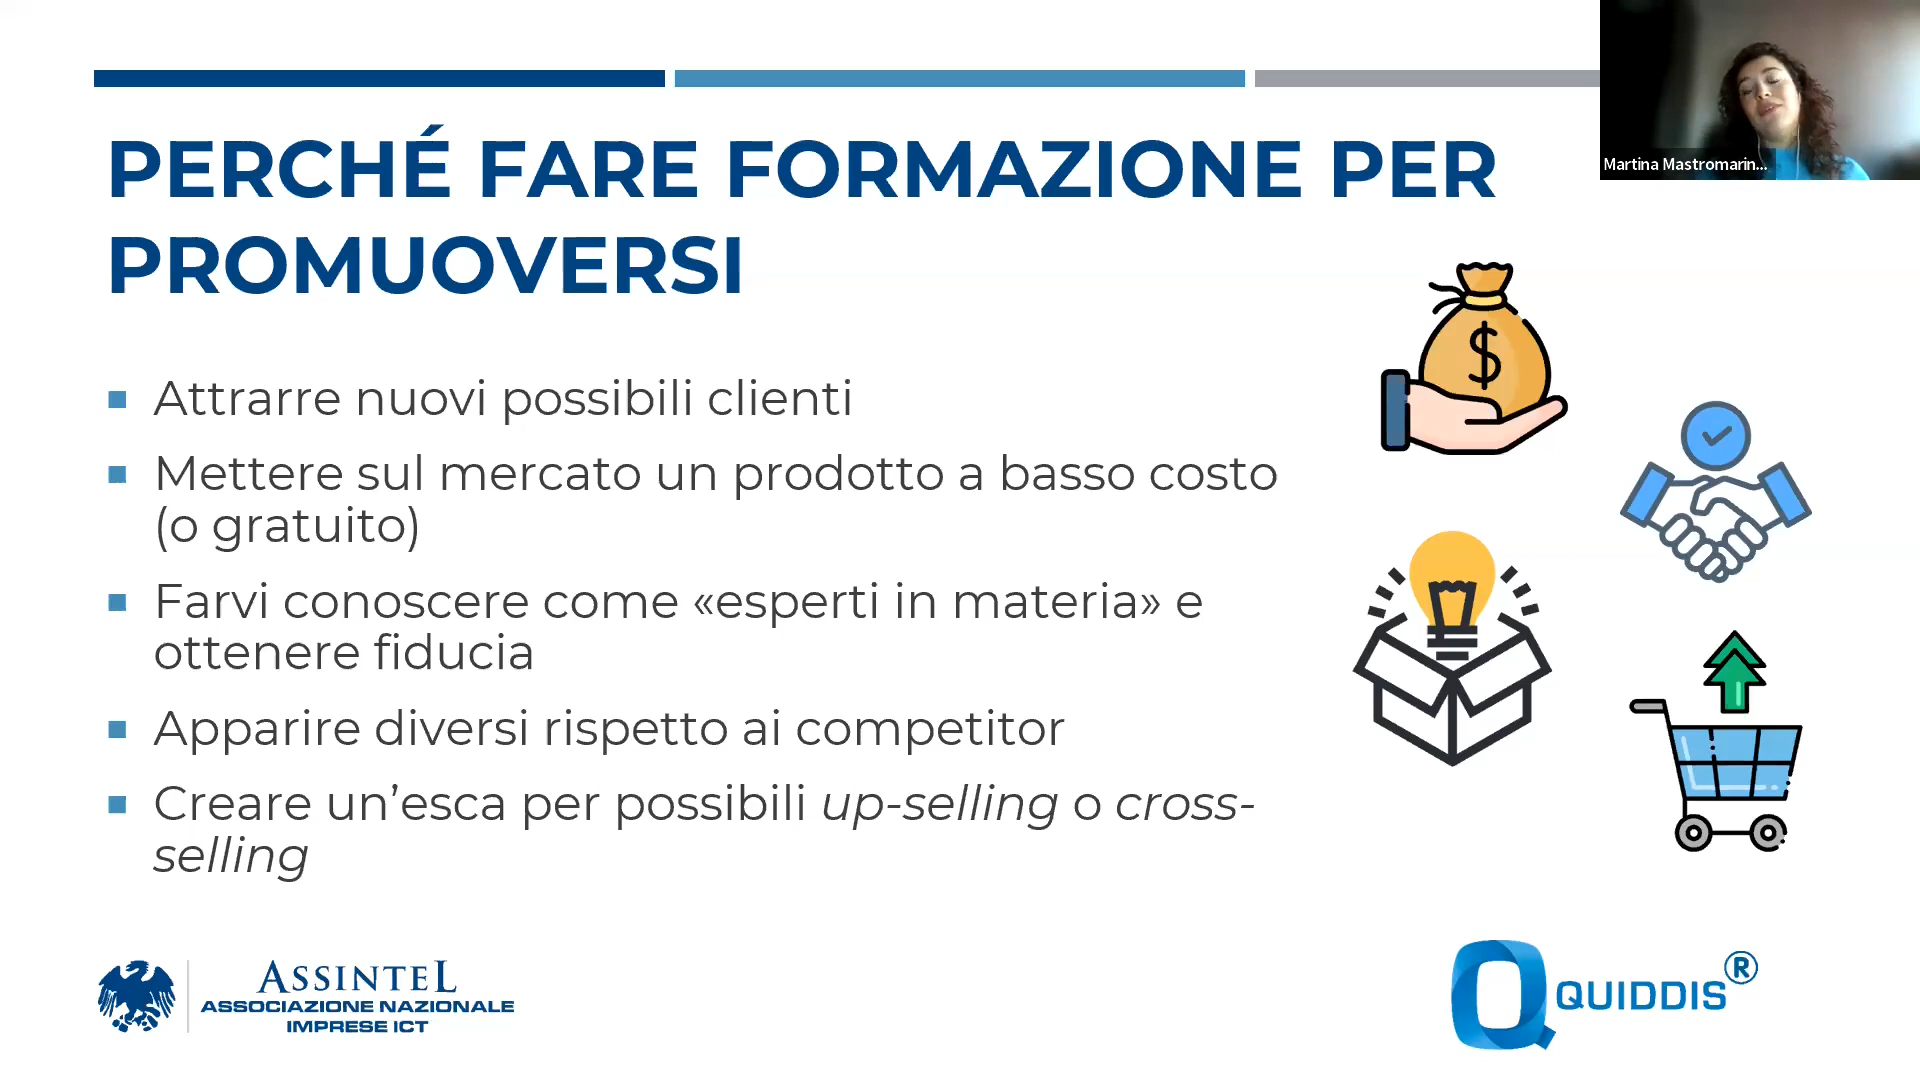 PERCHÉ FARE FORMAZIONE PER
PROMUOVERSI
Martina Mastromarin...
$
▪ Attrarre nuovi possibili clienti
▪ Mettere sul mercato un prodotto a basso costo
(o gratuito)
▪ Farvi conoscere come «esperti in materia» e
ottenere fiducia
▪ Apparire diversi rispetto ai competitor
▪ Creare un’esca per possibili up-selling o cross-
selling
ASSINTEL
ASSOCIAZIONE NAZIONALE
IMPRESE ICT
QUIDDIS®